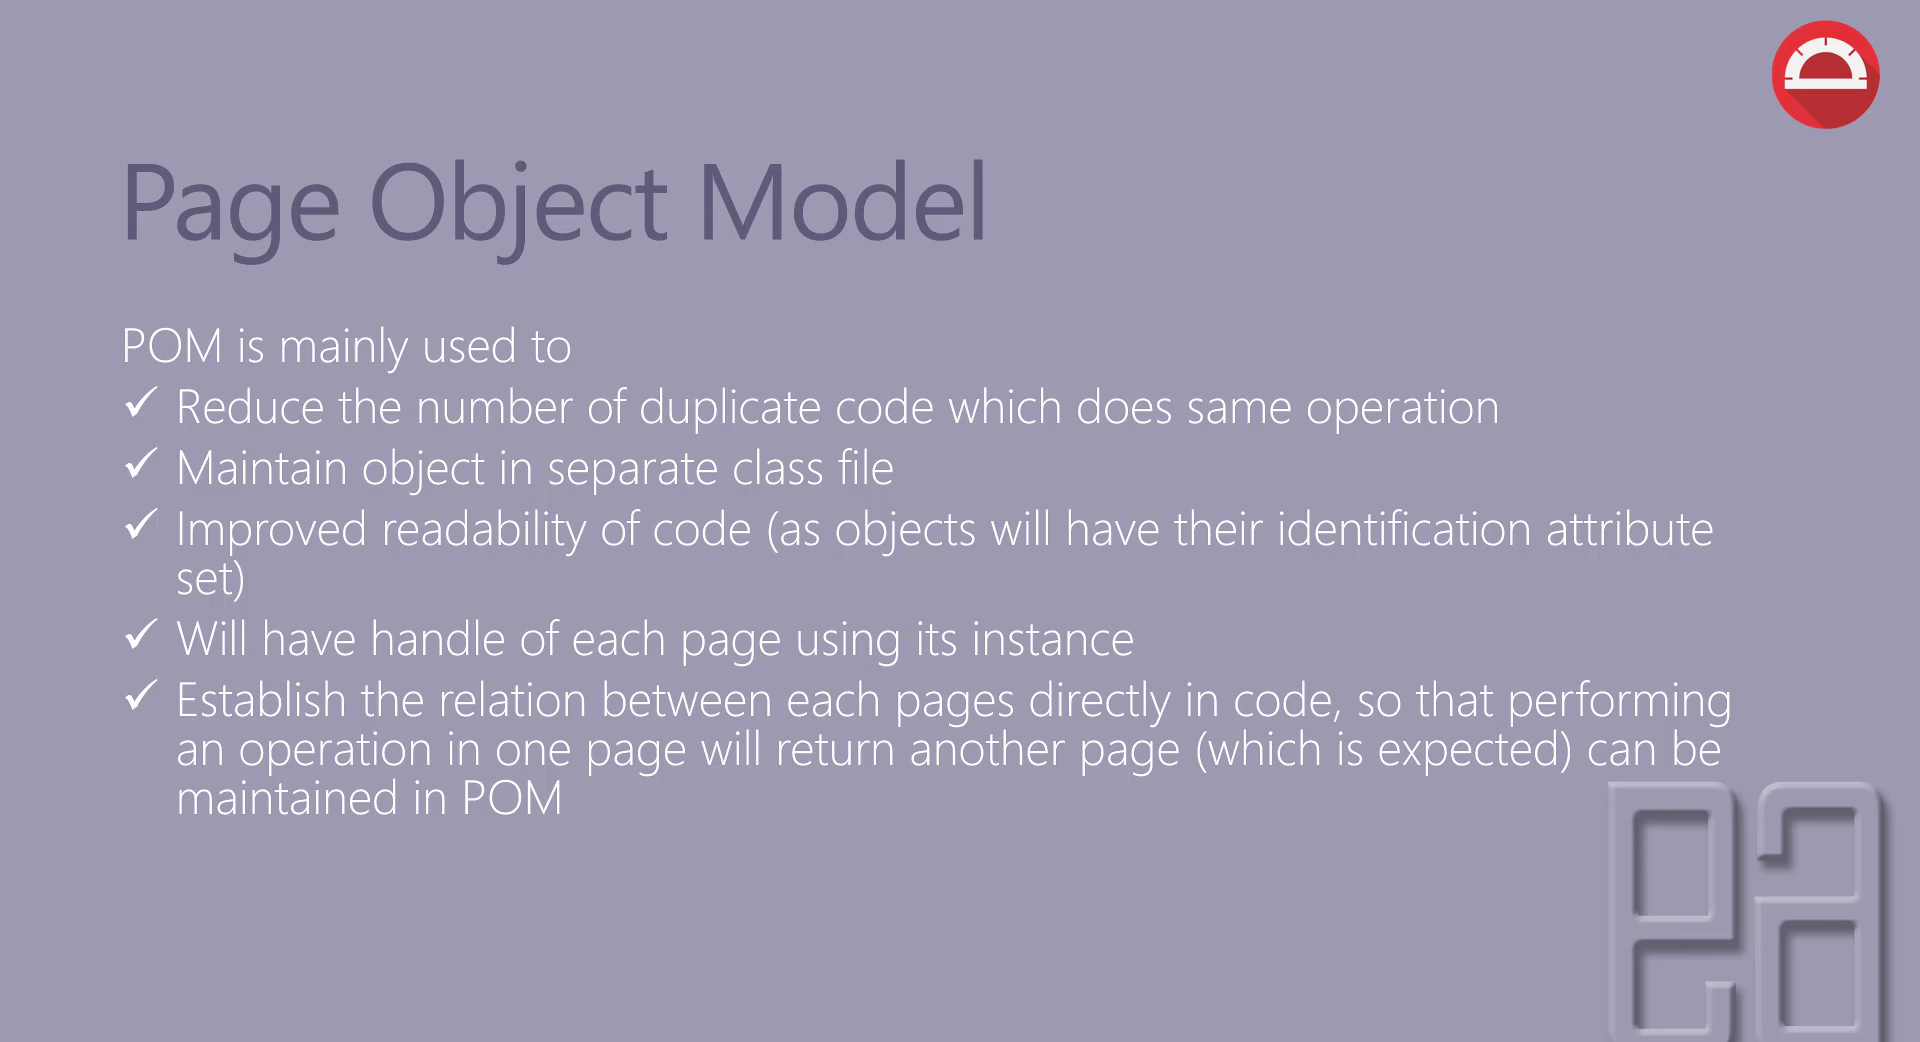 Page Object Model
POM is mainly used to
✓ Reduce the number of duplicate code which does same operation
✓ Maintain object in separate class file
✓ Improved readability of code (as objects will have their identification attribute
set)
✓ Will have handle of each page using its instance
✓ Establish the relation between each pages directly in code, so that performing
an operation in one page will return another page (which is expected) can be
maintained in POM
ea